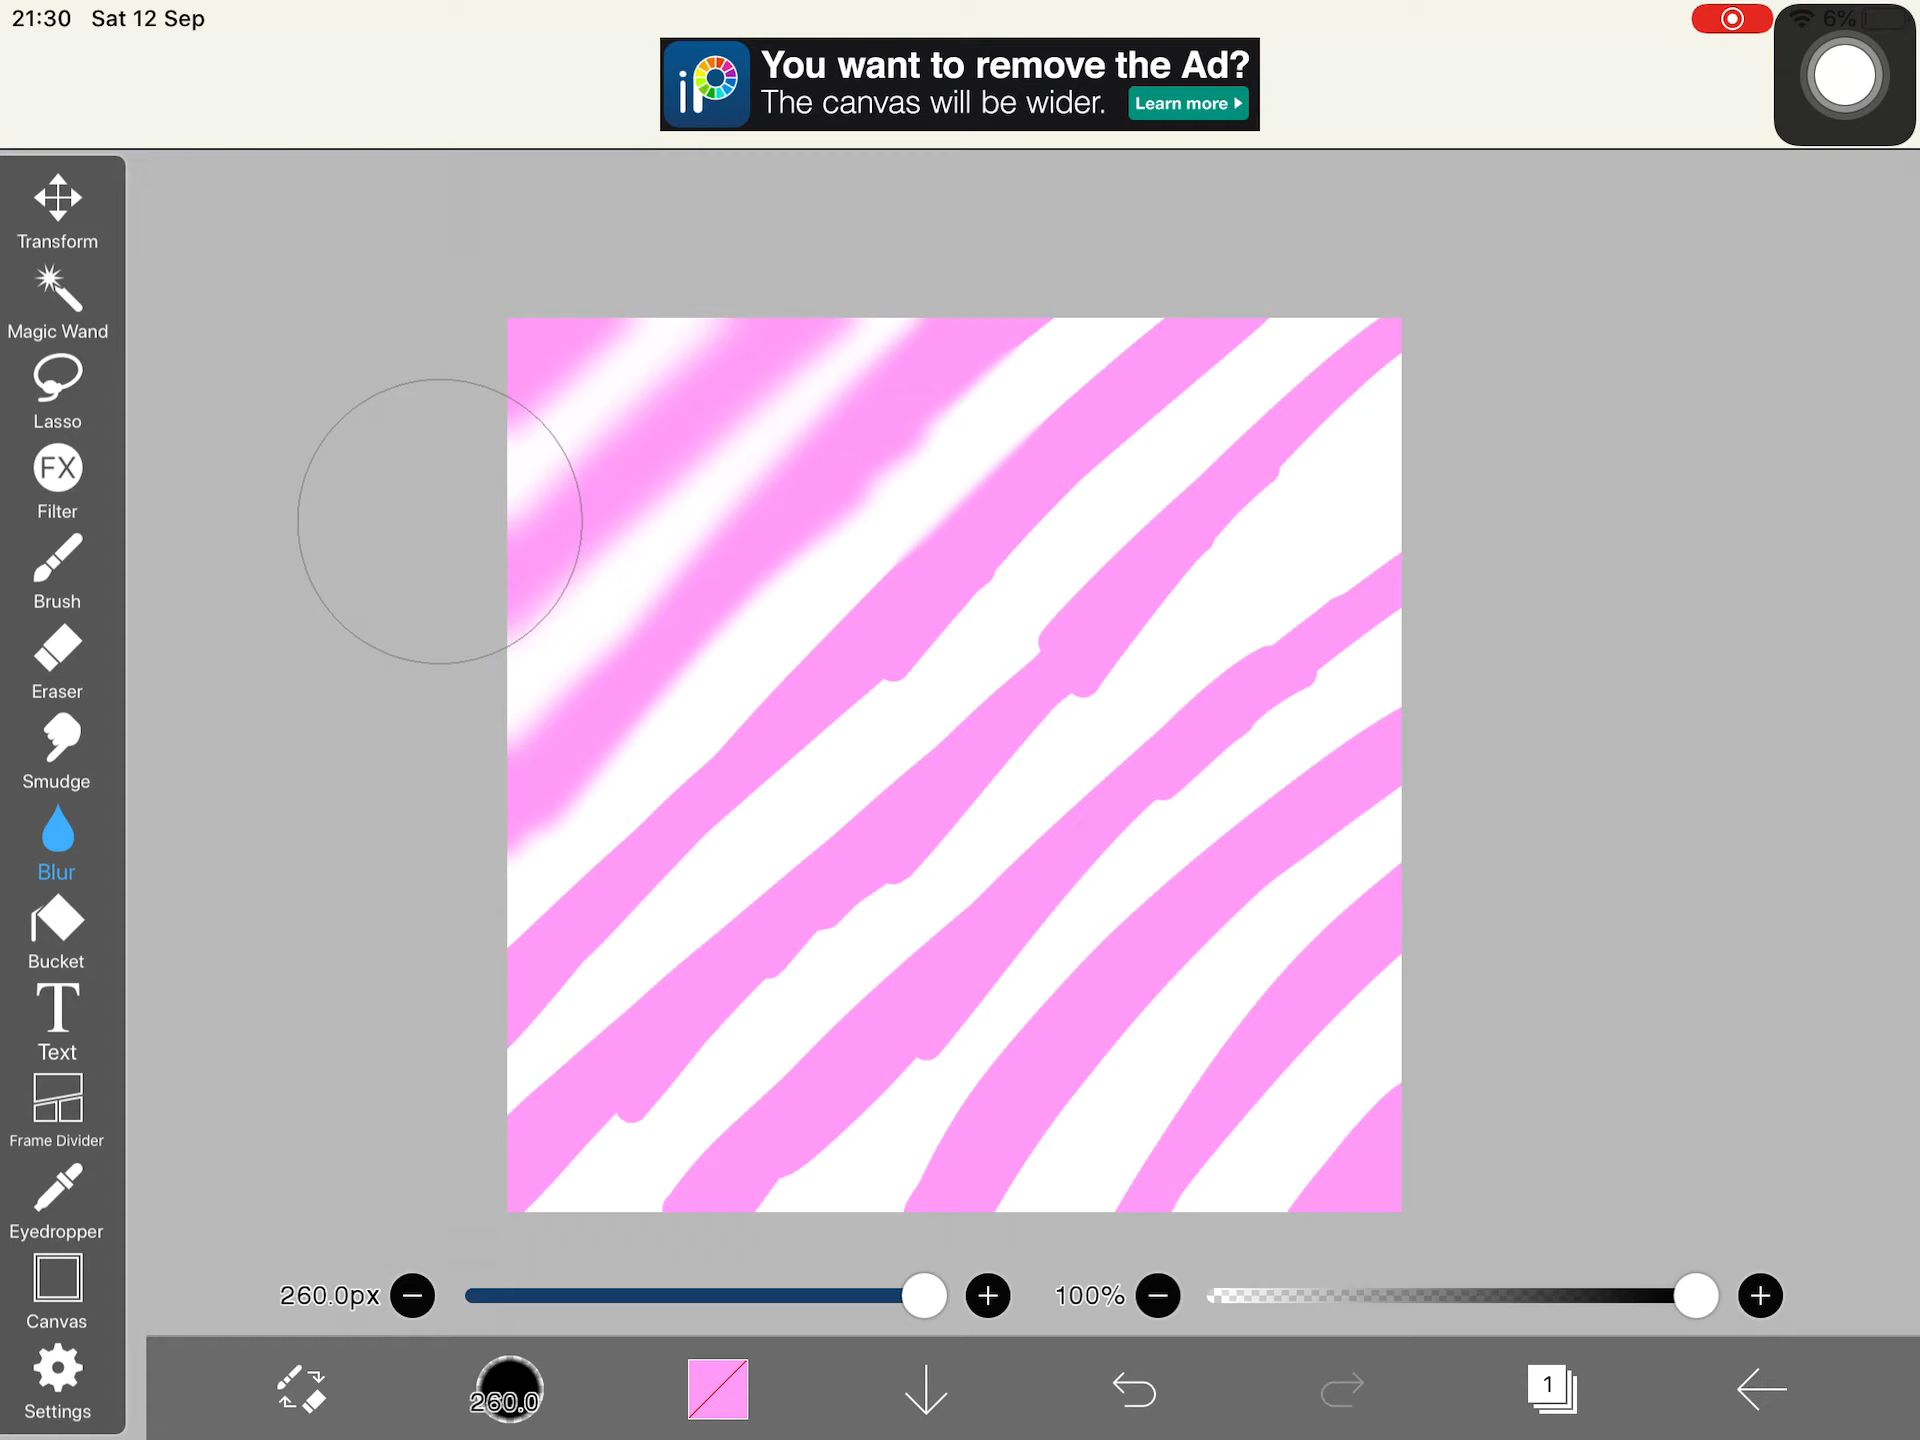 21:30 Sat 12 Sep
6%
iP
You want to remove the Ad?
The canvas will be wider.
Learn more
Transform
Magic Wand
Lasso
FX
Filter
Brush
Eraser
Smudge
Blur
Bucket
T
Text
Frame Divider
Eyedropper
Canvas
Settings
260.0px
100%
260.0
1